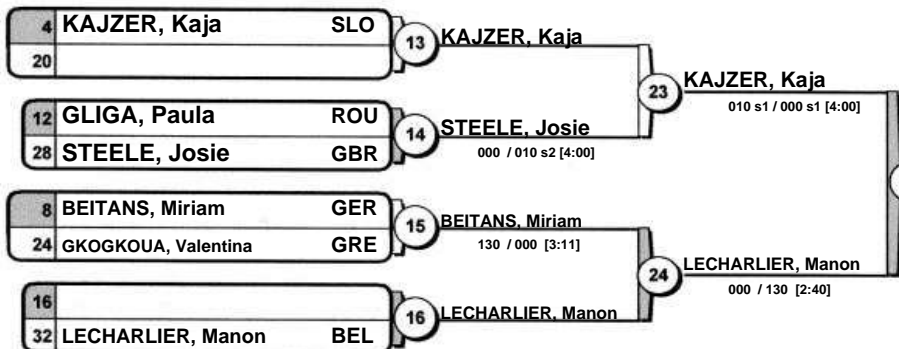 4 KAJZER, Kaja SLO
20
13 KAJZER, Kaja
12 GLIGA, Paula ROU
28 STEELE, Josie GBR
14 STEELE, Josie
000 / 010 s2 [4:00]
23 KAJZER, Kaja
010 s1 / 000 s1 [4:00]
8 BEITANS, Miriam GER
24 GKOGKOUA, Valentina GRE
15 BEITANS, Miriam
130 / 000 [3:11]
16
32 LECHARLIER, Manon BEL
16 LECHARLIER, Manon
24 LECHARLIER, Manon
000 / 130 [2:40]